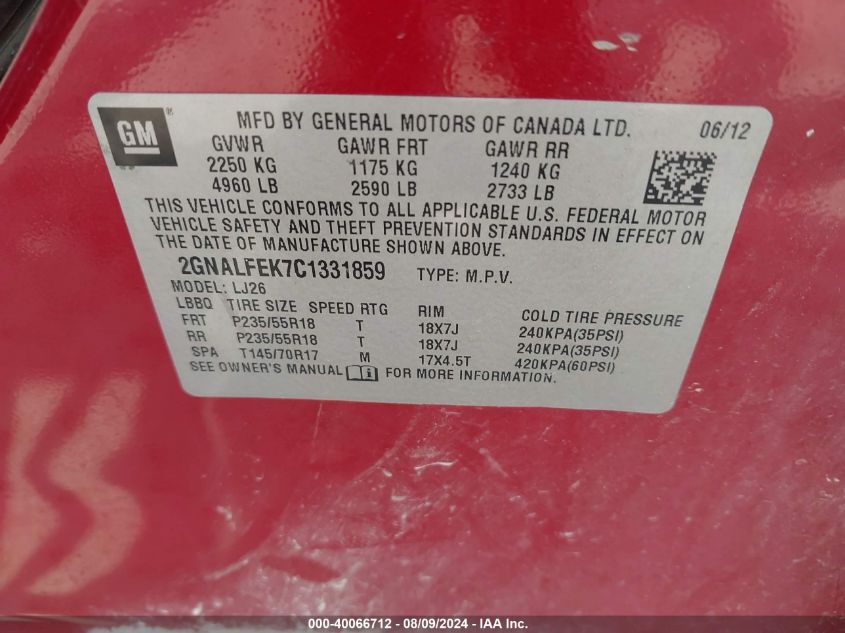 GM ® MFD BY GENERAL MOTORS OF CANADA LTD. 06/12
GVWR GAWR FRT GAWR RR
2250 KG 1175 KG 1240 KG
4960 LB 2590 LB 2733 LB
THIS VEHICLE CONFORMS TO ALL APPLICABLE U.S. FEDERAL MOTOR
VEHICLE SAFETY AND THEFT PREVENTION STANDARDS IN EFFECT ON
THE DATE OF MANUFACTURE SHOWN ABOVE.
2GNALFEK7C1331859 TYPE: M.P.V.
MODEL: LJ26
LBBQ TIRE SIZE SPEED RTG RIM COLD TIRE PRESSURE
FRT P235/55R18 T 18X7J 240KPA(35PSI)
RR P235/55R18 T 18X7J 240KPA(35PSI)
SPA T145/70R17 M 17X4.5T 420KPA(60PSI)
SEE OWNER'S MANUAL i FOR MORE INFORMATION.
© COPY - 40066712 - 08/09/2024 - IAA Inc.